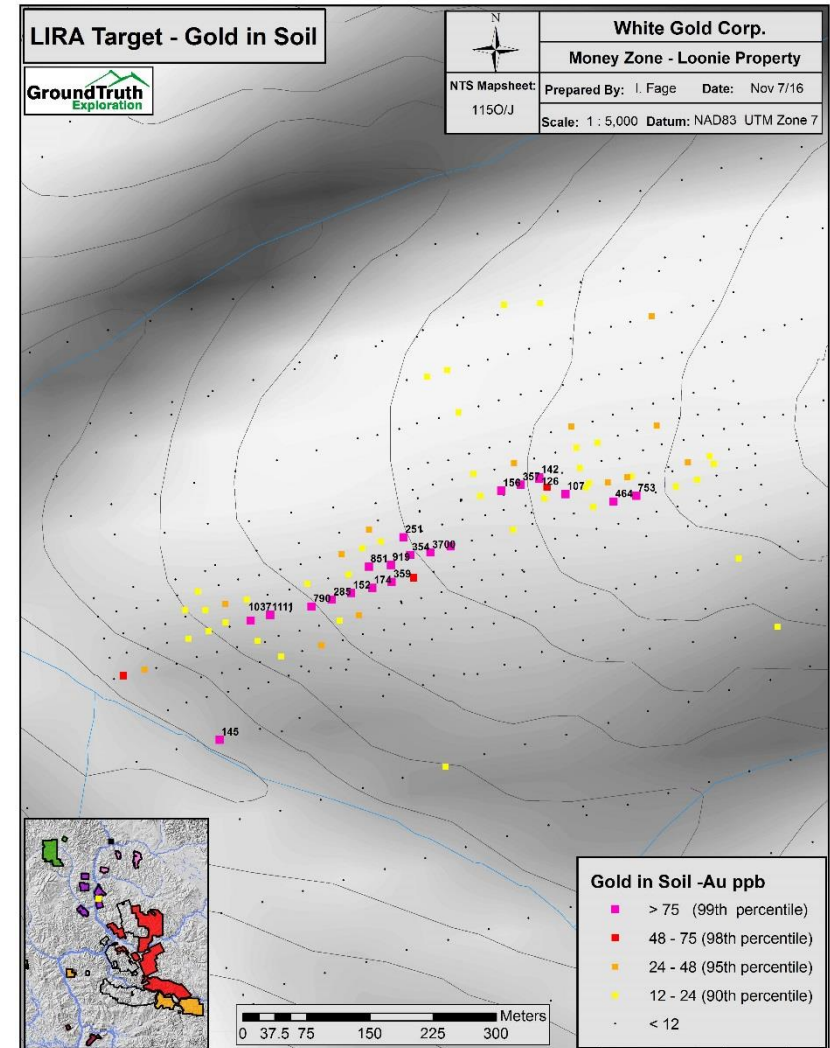 LIRA Target - Gold in Soil
GroundTruth
Exploration
N
NTS Mapsheet:
115O/J
White Gold Corp.
Money Zone - Loonie Property
Prepared By: I. Fage Date: Nov 7/16
Scale: 1 : 5,000 Datum: NAD83 UTM Zone 7
142
357
156
126
107
753
464
251
354
3700
919
851
359
174
152
285
790
1037
1111
145
Gold in Soil -Au ppb
> 75 (99th percentile)
48 - 75 (98th percentile)
24 - 48 (95th percentile)
12 - 24 (90th percentile)
< 12
Meters
0 37.5 75 150 225 300